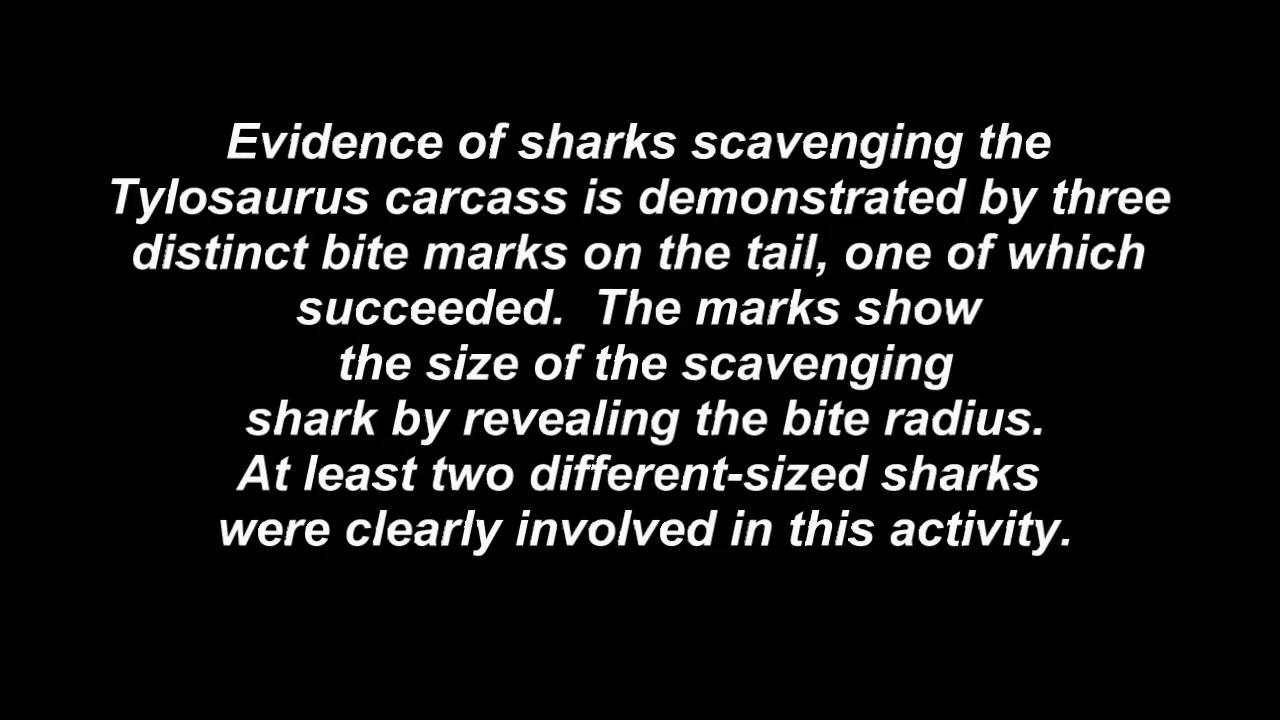 Evidence of sharks scavenging the
Tylosaurus carcass is demonstrated by three
distinct bite marks on the tail, one of which
succeeded.  The marks show
the size of the scavenging
shark by revealing the bite radius.
At least two different-sized sharks
were clearly involved in this activity.